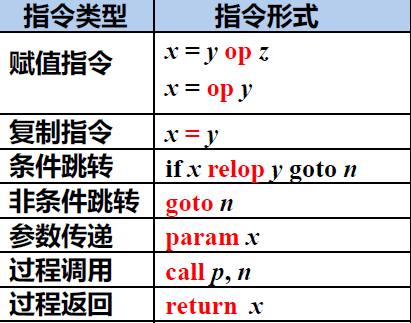 指令类型 指令形式
赋值指令 x = y op z
x = op y
复制指令 x = y
条件跳转 if x relop y goto n
非条件跳转 goto n
参数传递 param x
过程调用 call p, n
过程返回 return x